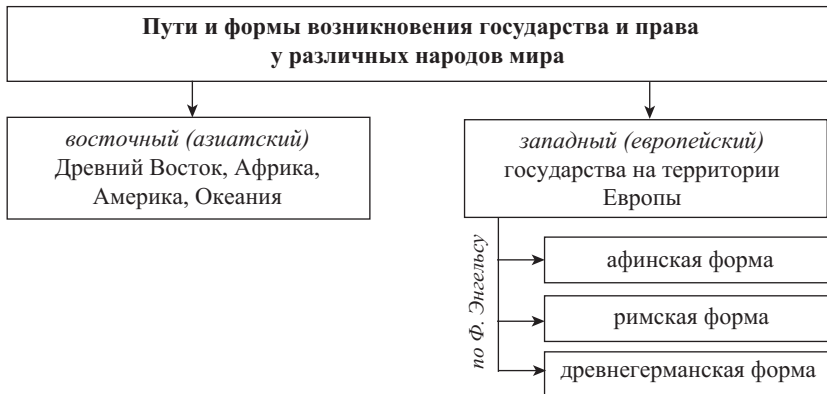 Пути и формы возникновения государства и права
у различных народов мира
восточный (азиатский)
Древний Восток, Африка,
Америка, Океания
западный (европейский)
государства на территории
Европы
по Ф. Энгельсу
афинская форма
римская форма
древнегерманская форма